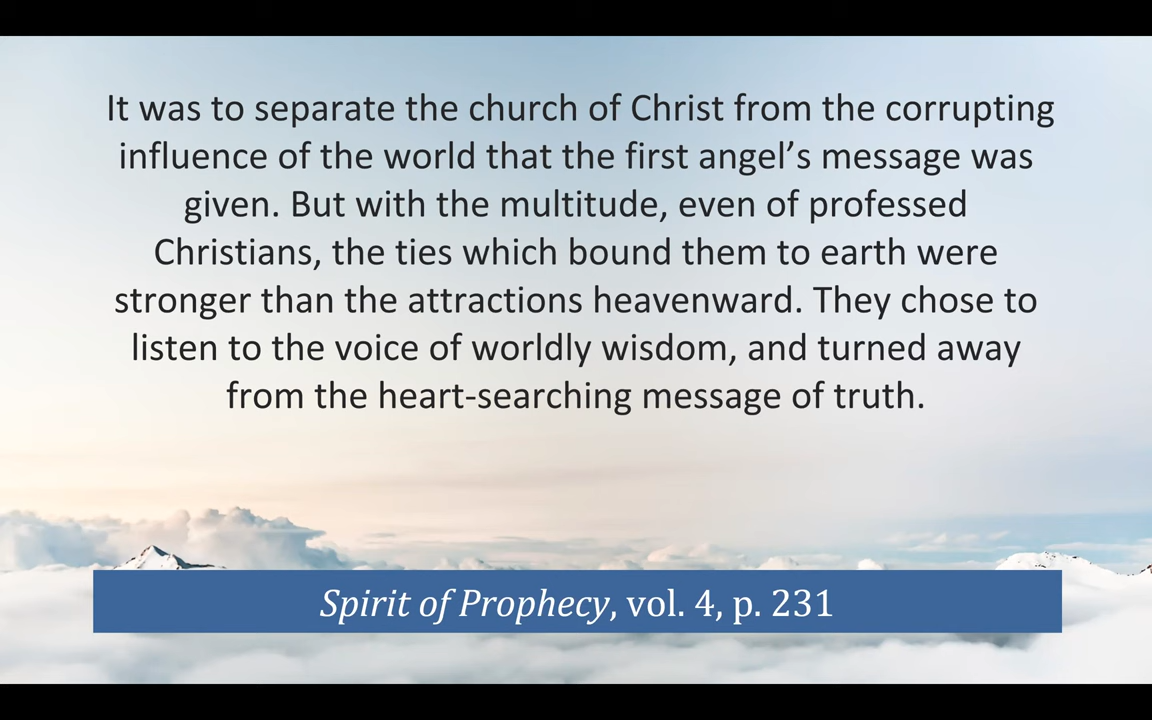 It was to separate the church of Christ from the corrupting
influence of the world that the first angel’s message was
given. But with the multitude, even of professed
Christians, the ties which bound them to earth were
stronger than the attractions heavenward. They chose to
listen to the voice of worldly wisdom, and turned away
from the heart-searching message of truth.
Spirit of Prophecy, vol. 4, p. 231